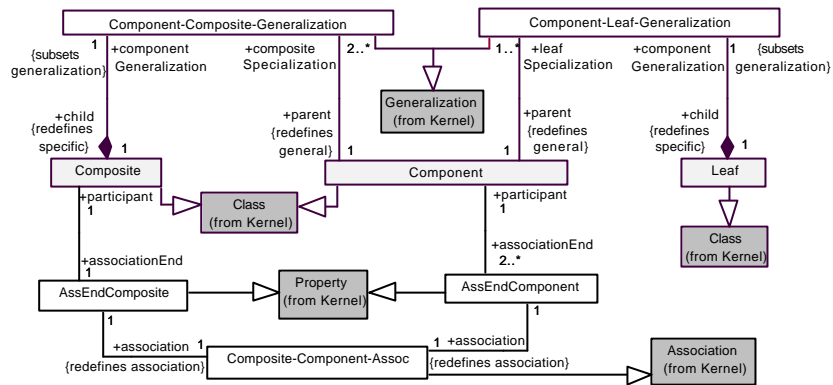 Component-Composite-Generalization
Component-Leaf-Generalization
1
+component
Generalization
{subsets
generalization}
+composite
Specialization
2..*
1..*
+leaf
Specialization
+component
Generalization
1
{subsets
generalization}
Generalization
(from Kernel)
+child
{redefines
specific}
1
+parent
{redefines
general}
1
+parent
{redefines
general}
1
+child
{redefines
specific}
1
Composite
Component
Leaf
+participant
1
Class
(from Kernel)
+participant
1
Class
(from Kernel)
+associationEnd
1
+associationEnd
2..*
AssEndComposite
Property
(from Kernel)
AssEndComponent
1
1
+association
1
{redefines association}
Composite-Component-Assoc
1
+association
{redefines association}
Association
(from Kernel)